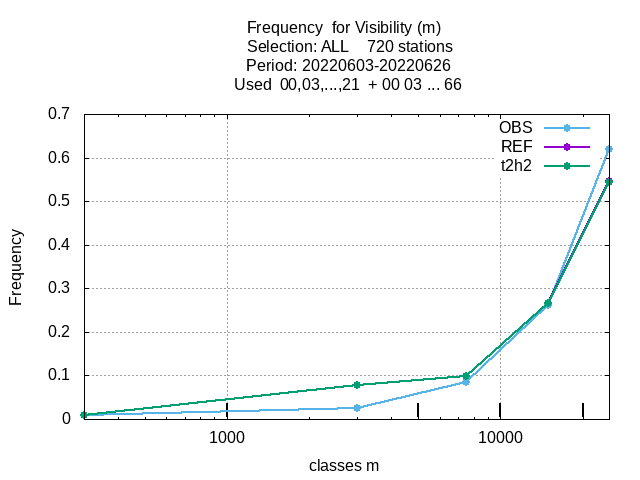 Frequency  for Visibility (m)
Selection: ALL    720 stations
Period: 20220603-20220626
Used  00,03,...,21  + 00 03 ... 66
OBS
REF
t2h2
0.7
0.6
0.5
0.4
0.3
0.2
0.1
0
Frequency
1000
10000
classes m